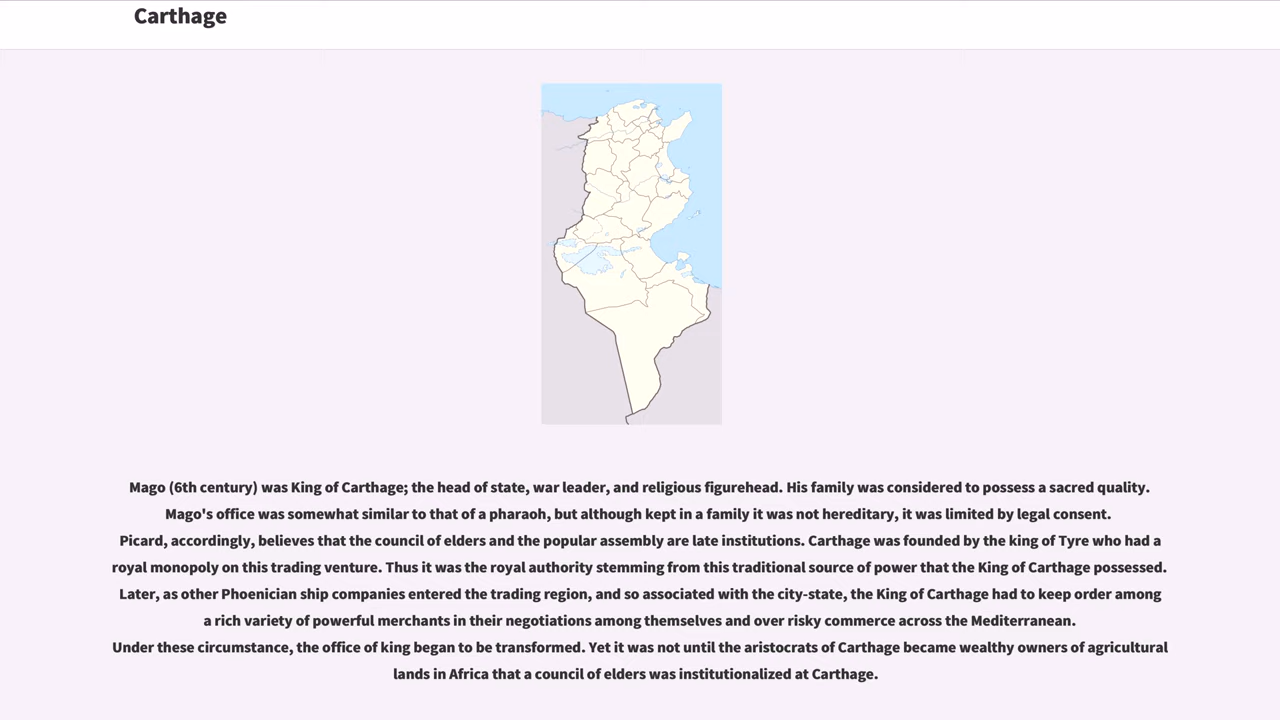 Carthage
Mago (6th century) was King of Carthage; the head of state, war leader, and religious figurehead. His family was considered to possess a sacred quality.
Mago's office was somewhat similar to that of a pharaoh, but although kept in a family it was not hereditary, it was limited by legal consent.
Picard, accordingly, believes that the council of elders and the popular assembly are late institutions. Carthage was founded by the king of Tyre who had a
royal monopoly on this trading venture. Thus it was the royal authority stemming from this traditional source of power that the King of Carthage possessed.
Later, as other Phoenician ship companies entered the trading region, and so associated with the city-state, the King of Carthage had to keep order among
a rich variety of powerful merchants in their negotiations among themselves and over risky commerce across the Mediterranean.
Under these circumstance, the office of king began to be transformed. Yet it was not until the aristocrats of Carthage became wealthy owners of agricultural
lands in Africa that a council of elders was institutionalized at Carthage.